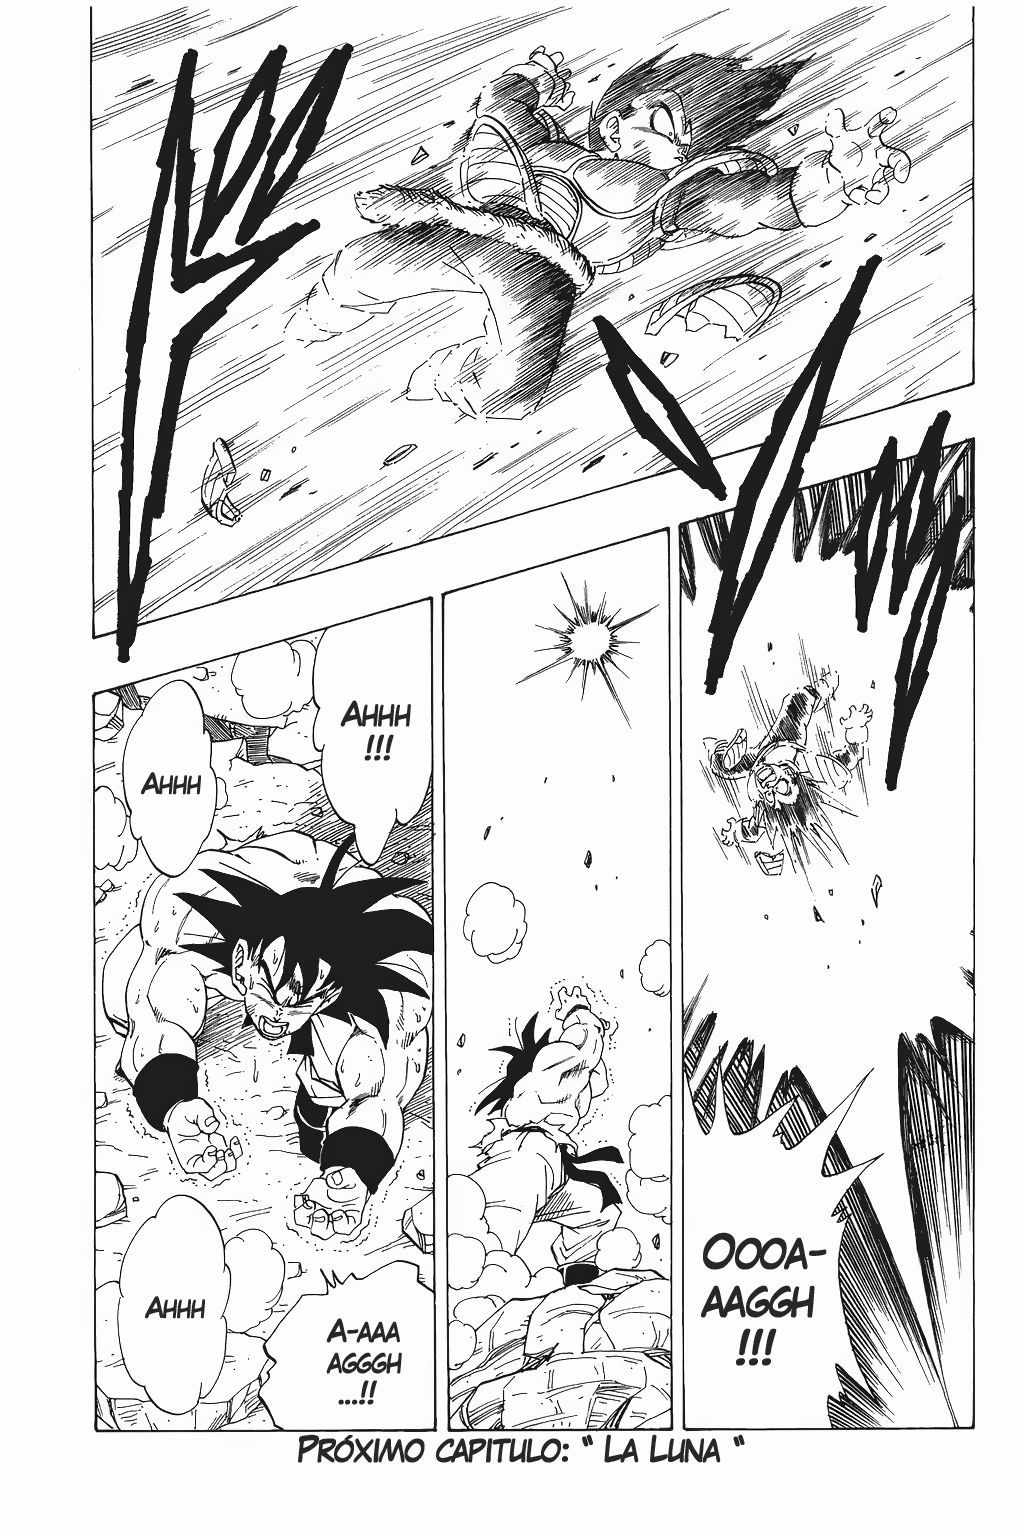 OOOA-
AAGGH
!!!
AHHH
!!!
AHHH
AHHH
A-AAA
AGGGH
...!!
PRÓXIMO CAPITULO: " LA LUNA "